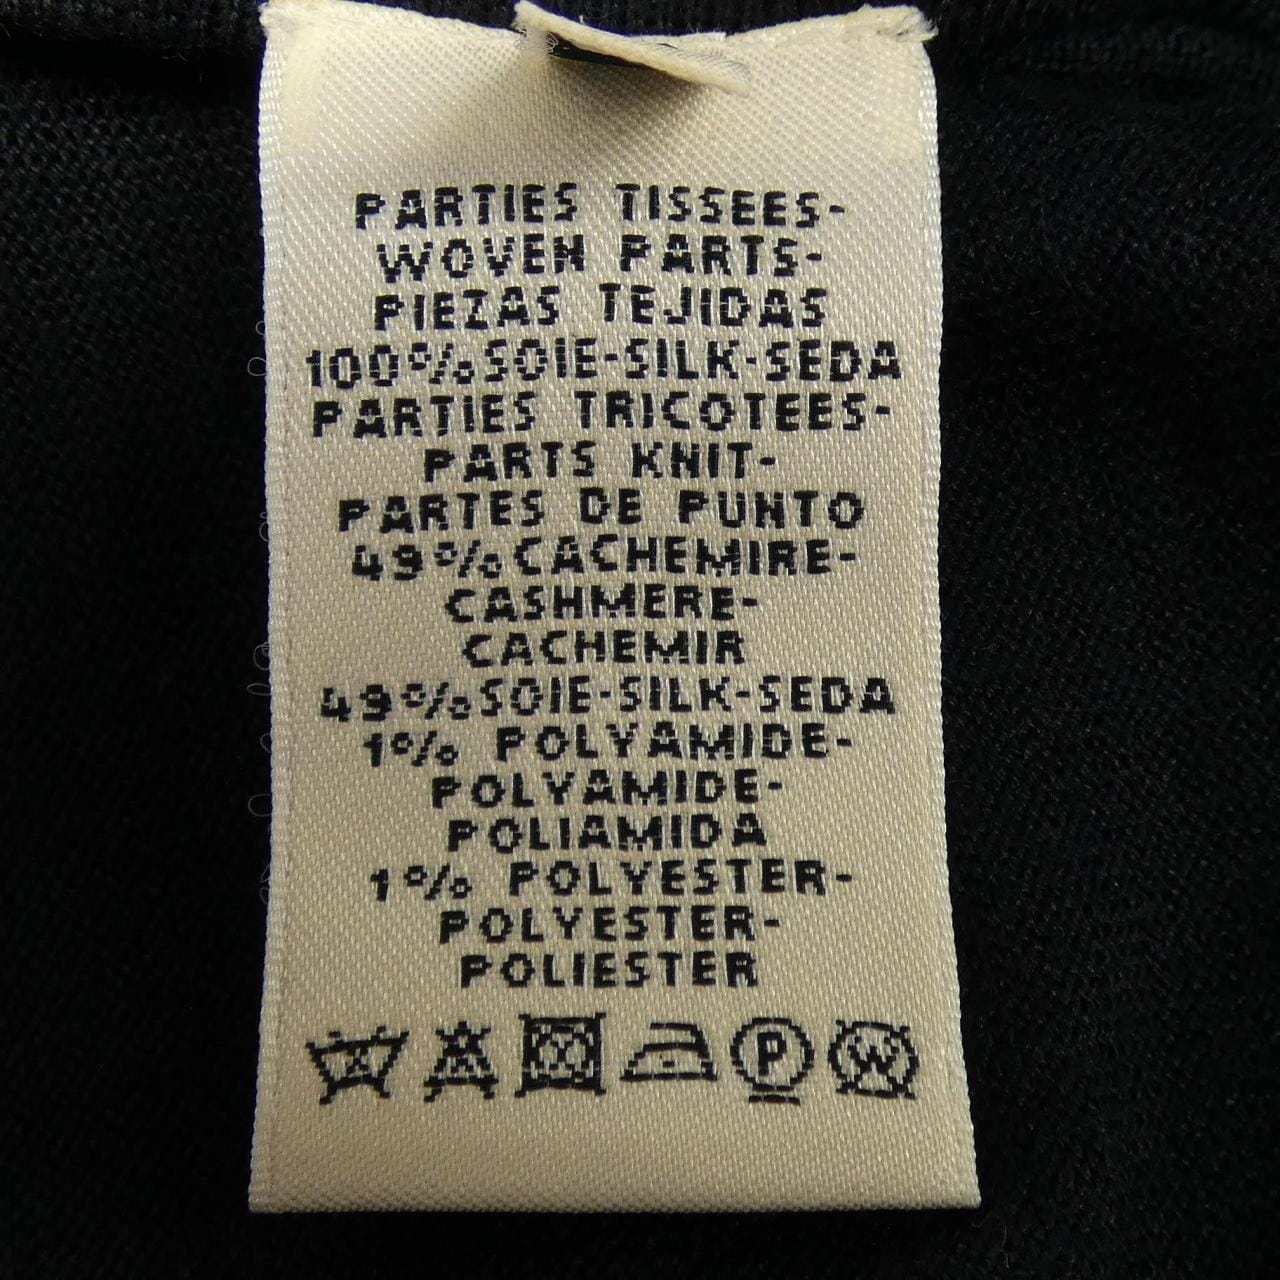 PARTIES TISSEES-
WOVEN PARTS-
PIEZAS TEJIDAS
100%SOIE-SILK-SEDA
PARTIES TRICOTEES-
PARTS KNIT-
PARTES DE PUNTO
49%CACHEMIRE-
CASHMERE-
CACHEMIR
49%SOIE-SILK-SEDA
1% POLYAMIDE-
POLYAMIDE-
POLIAMIDA
1% POLYESTER-
POLYESTER-
POLIESTER
P W